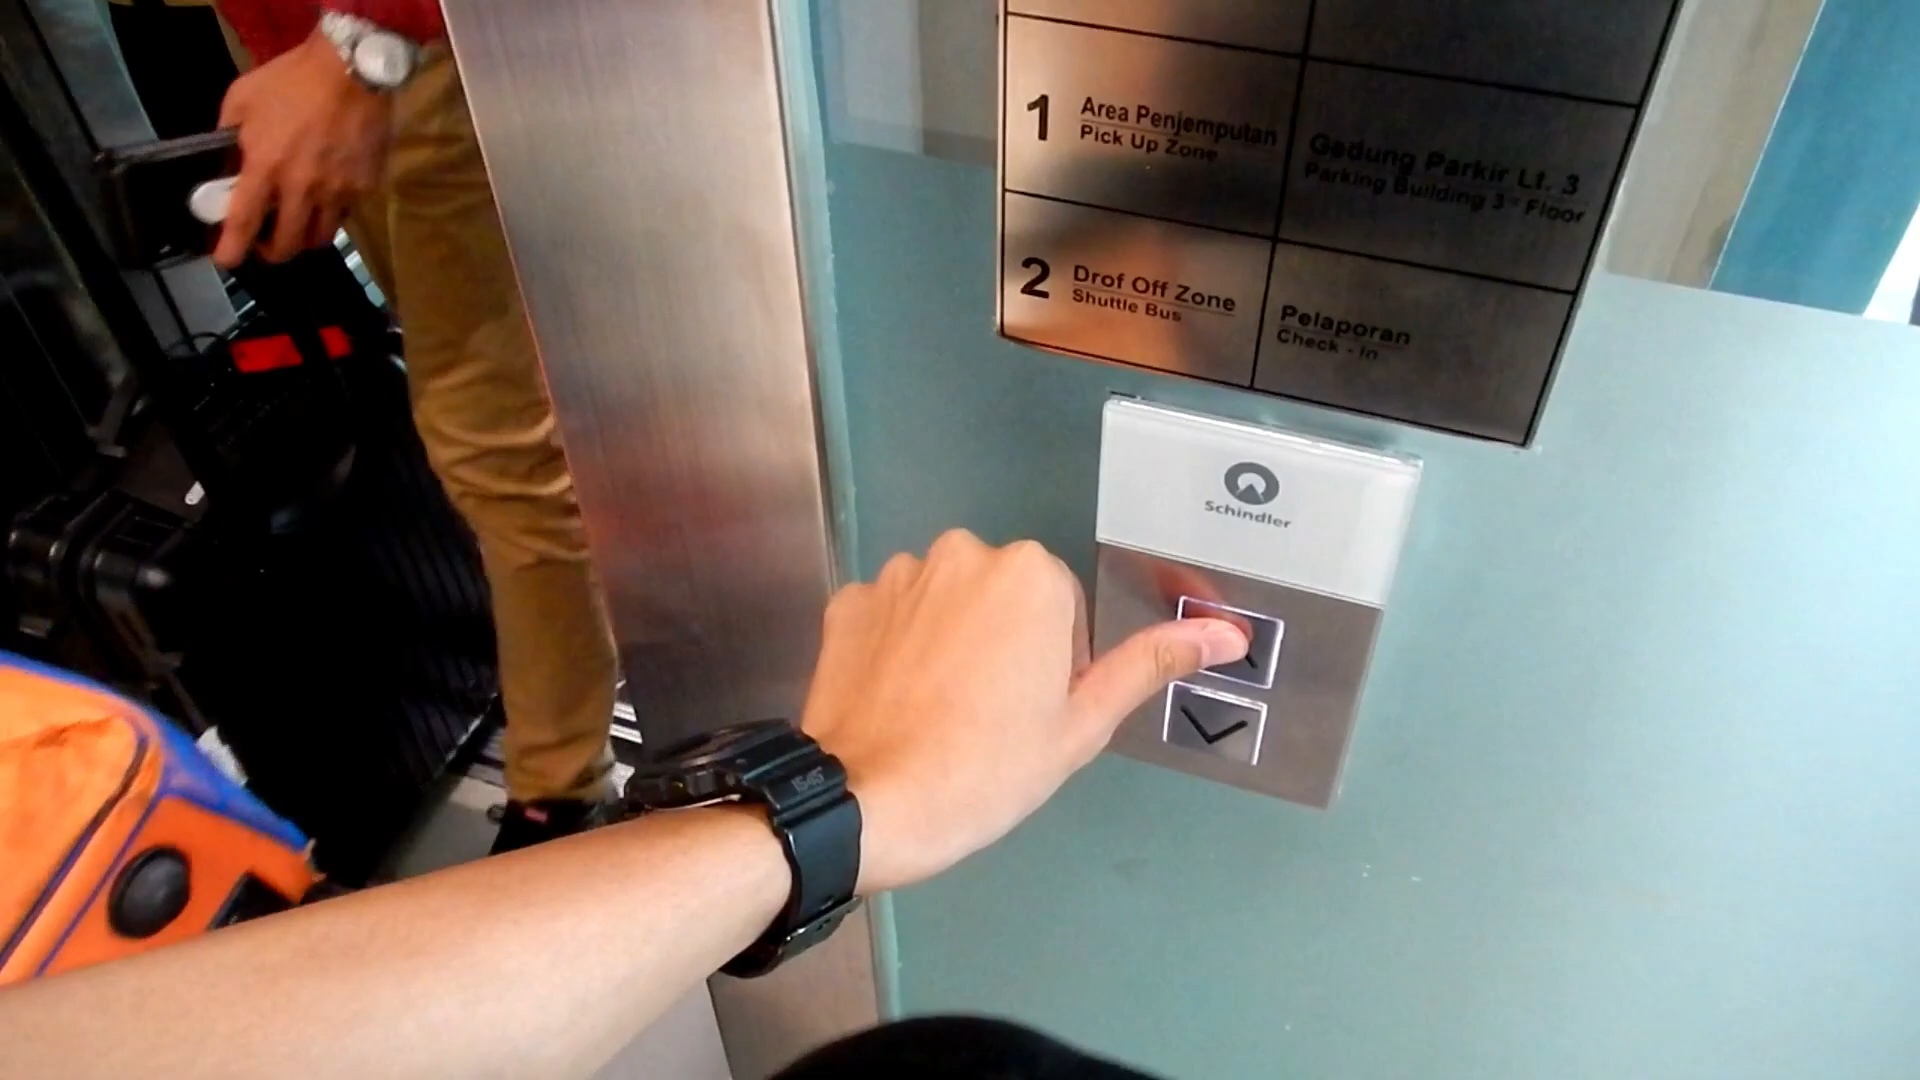 1
Area Penjemputan
Pick Up Zone
Gedung Parkir Lt. 3
Parking Building 3rd Floor
2
Drof Off Zone
Shuttle Bus
Pelaporan
Check - in
Schindler